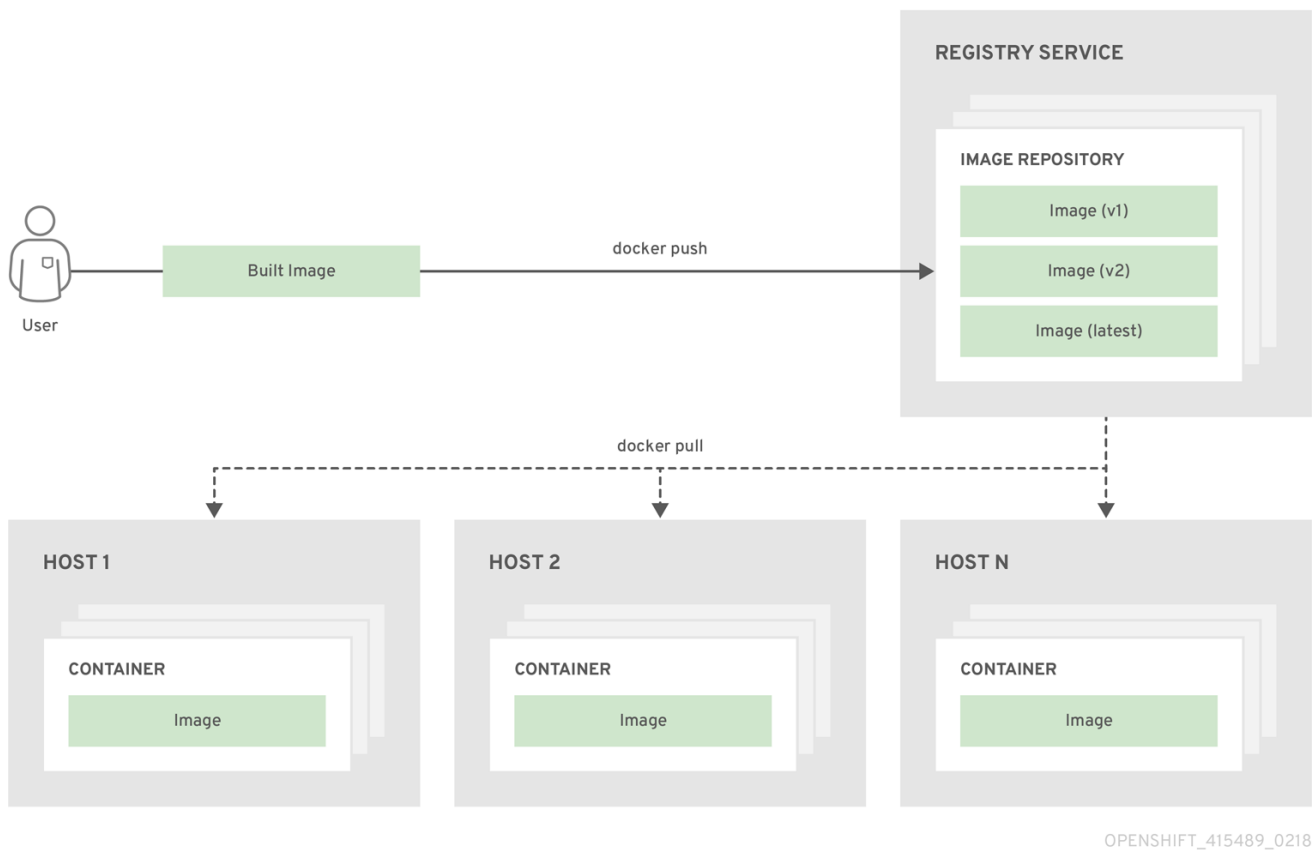 REGISTRY SERVICE
IMAGE REPOSITORY
Image (v1)
Image (v2)
Image (latest)
docker push
Built Image
User
docker pull
HOST 1
CONTAINER
Image
HOST 2
CONTAINER
Image
HOST N
CONTAINER
Image
OPENSHIFT_415489_0218